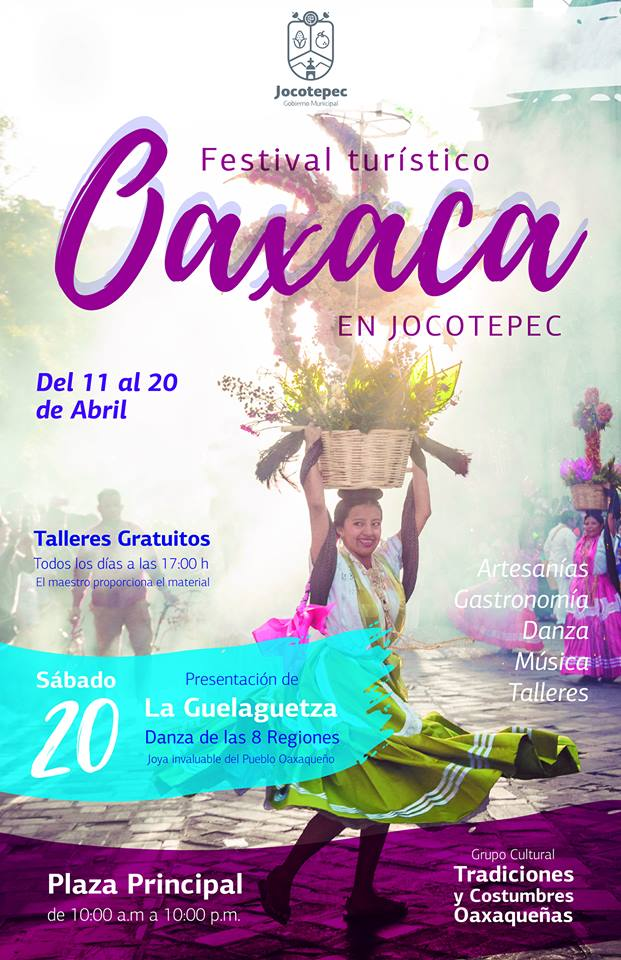 Jocotepec
Gobierno Municipal
Festival turístico
Oaxaca
EN JOCOTEPEC
Del 11 al 20
de Abril
Talleres Gratuitos
Todos los días a las 17:00 h
El maestro proporciona el material
Artesanías
Gastronomía
Danza
Música
Talleres
Sábado
20
Presentación de
La Guelaguetza
Danza de las 8 Regiones
Joya invaluable del Pueblo Oaxaqueño
Plaza Principal
de 10:00 a.m a 10:00 p.m.
Grupo Cultural
Tradiciones
y Costumbres
Oaxaqueñas